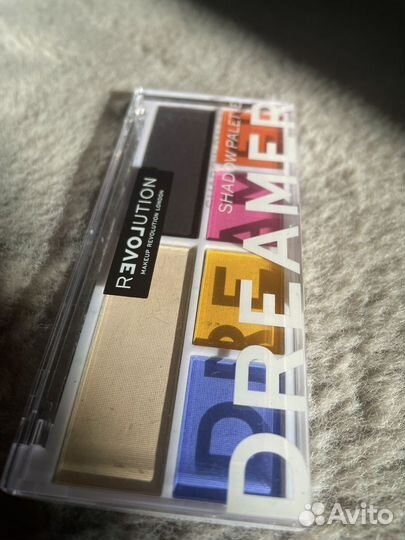 REVOLUTION
MAKEUP REVOLUTION LONDON
SHADOW PALETTE
DREAMER
Avito